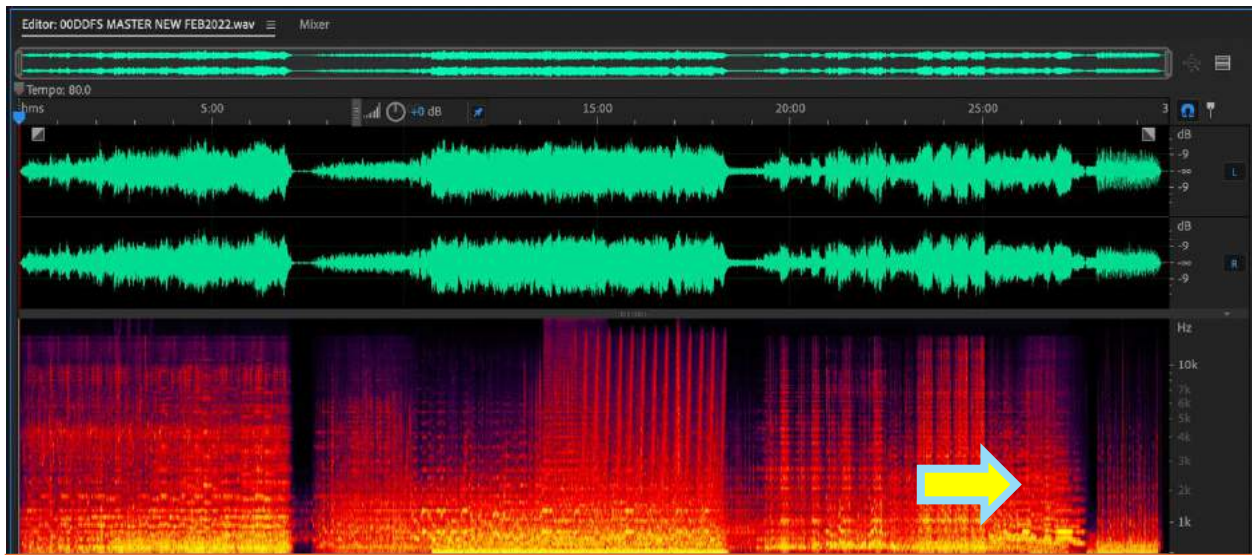 Editor: 00DDFS MASTER NEW FEB2022.wav Mixer
Tempo: 80.0
hms 5:00 +0 dB 15:00 20:00 25:00 3
dB
-9
-∞
-9
L
dB
-9
-∞
-9
R
Hz
10k
7k
6k
5k
4k
3k
2k
1k